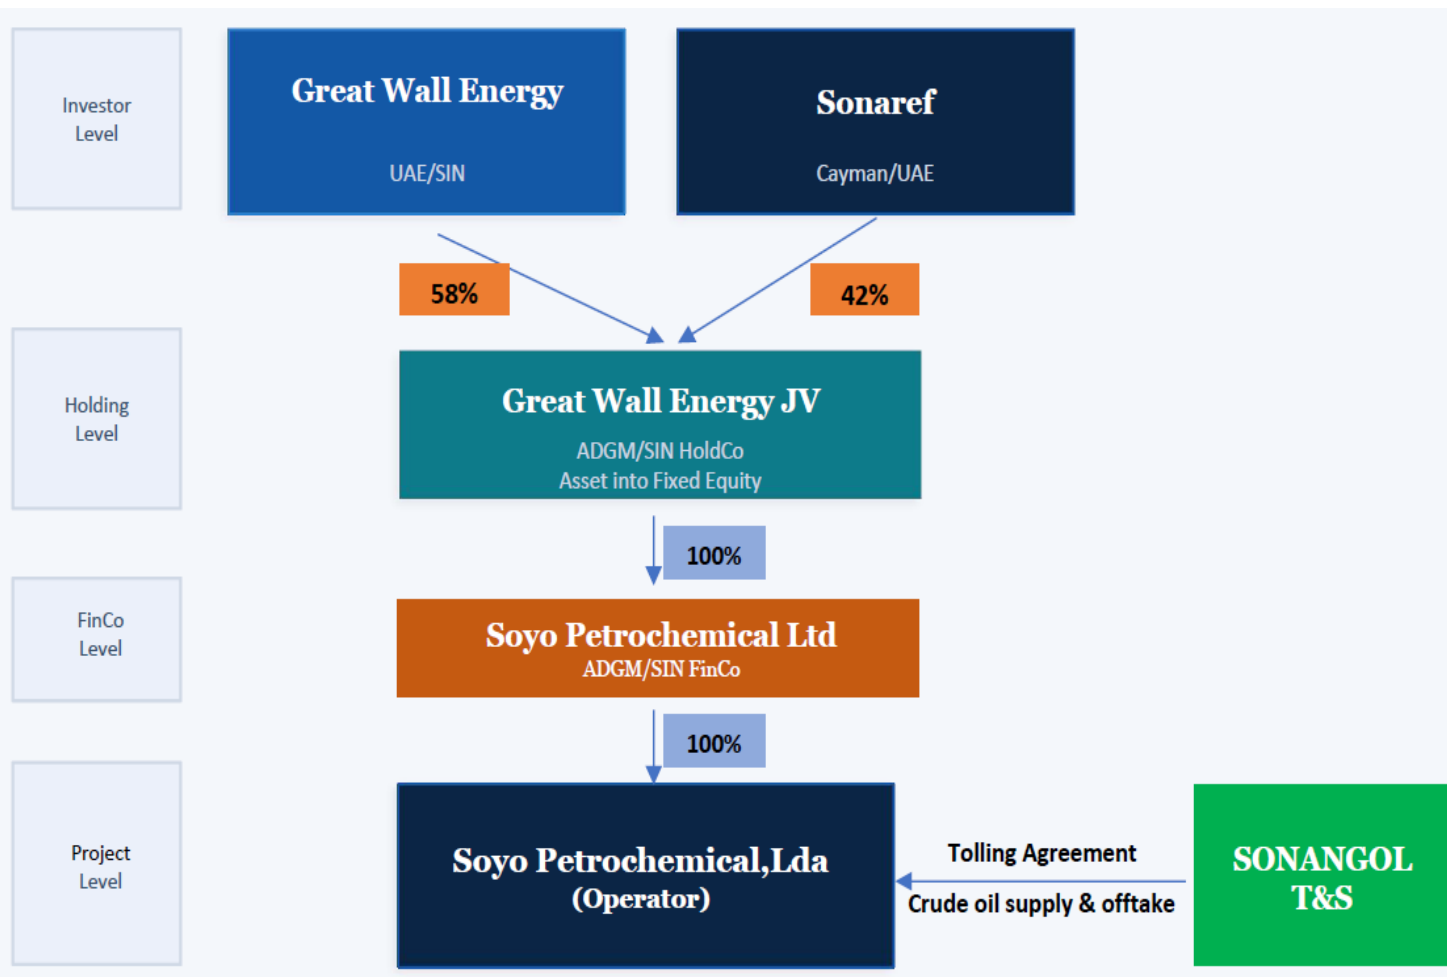 Investor
Level
Great Wall Energy
UAE/SIN
Sonaref
Cayman/UAE
58%
42%
Holding
Level
Great Wall Energy JV
ADGM/SIN HoldCo
Asset into Fixed Equity
100%
FinCo
Level
Soyo Petrochemical Ltd
ADGM/SIN FinCo
100%
Project
Level
Soyo Petrochemical,Lda
(Operator)
Tolling Agreement
Crude oil supply & offtake
SONANGOL
T&S